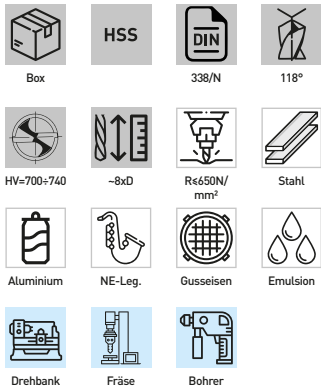 HSS
DIN
Box
338/N
118°
HV=700÷740
~8xD
R≤650N/
mm²
Stahl
Aluminium
NE-Leg.
Gusseisen
Emulsion
Drehbank
Fräse
Bohrer